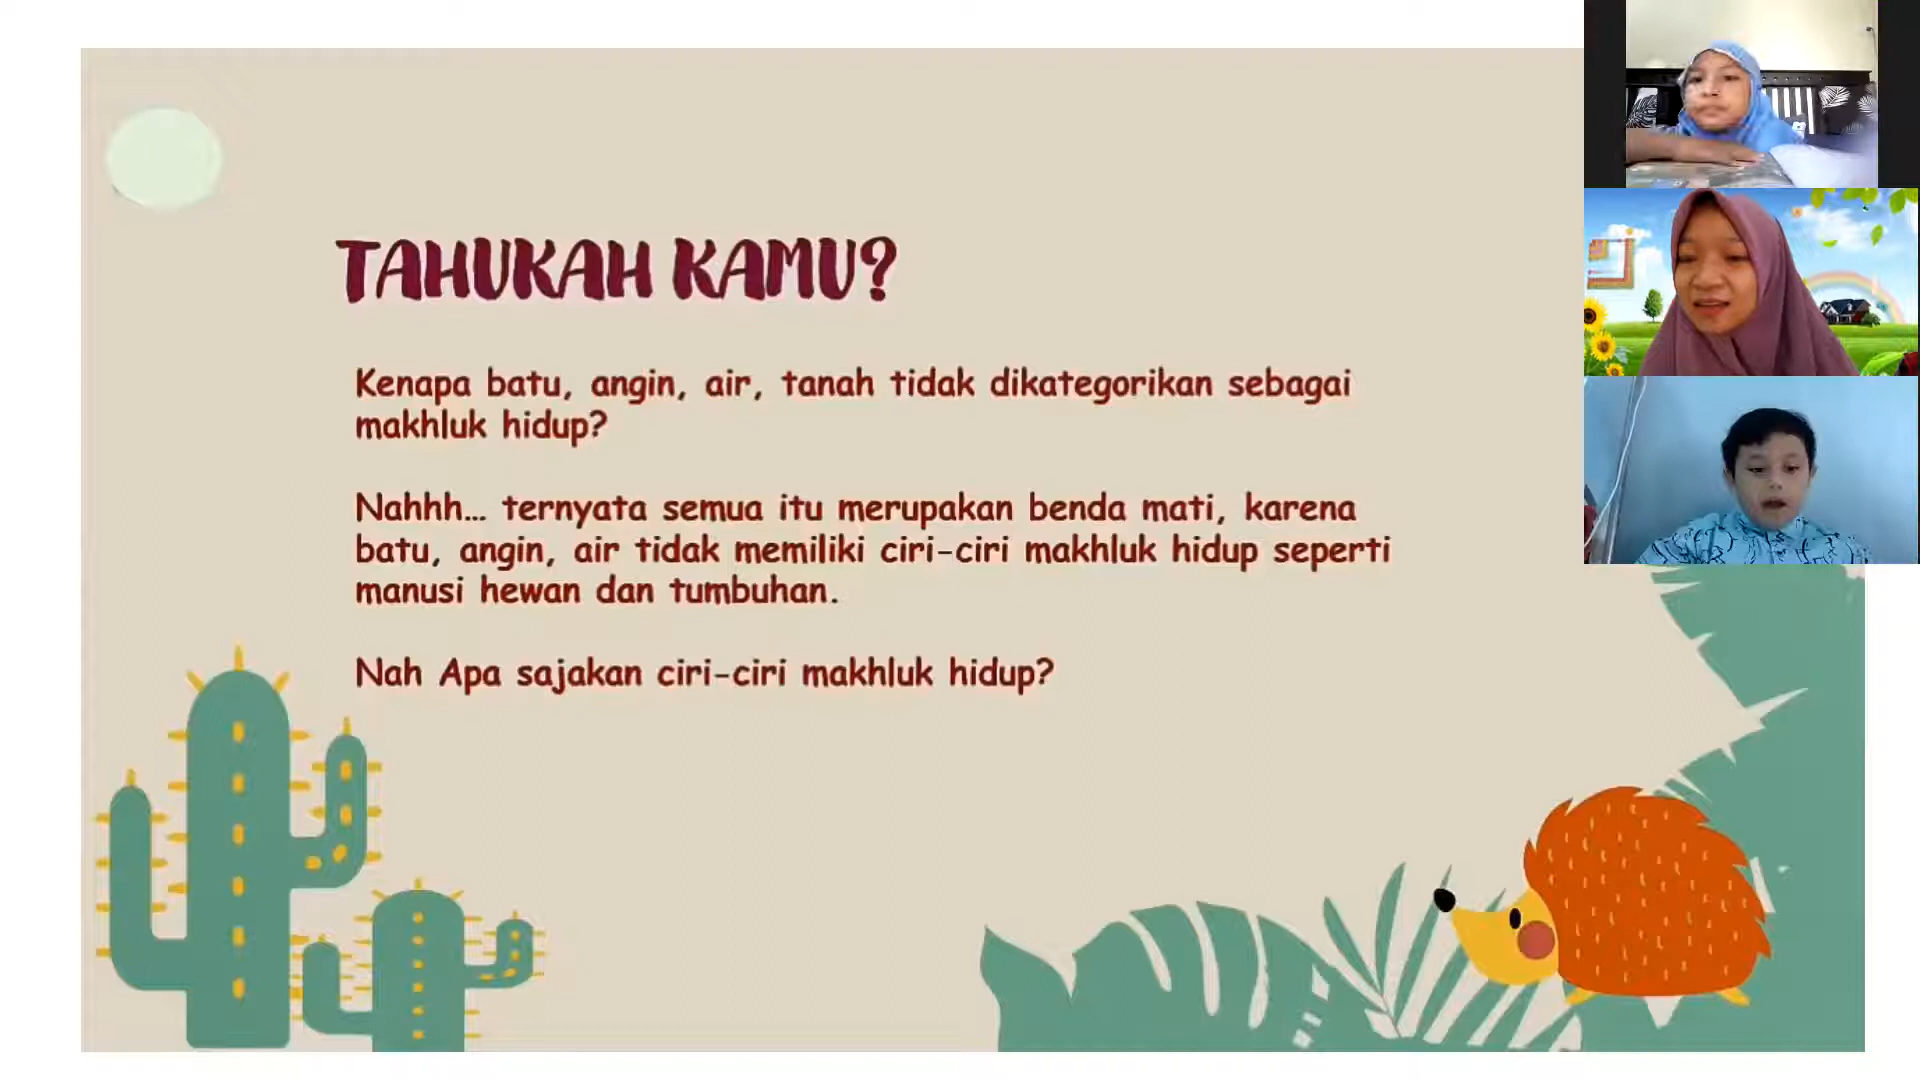 TAHUKAH KAMU?
Kenapa batu, angin, air, tanah tidak dikategorikan sebagai
makhluk hidup?
Nahhh... ternyata semua itu merupakan benda mati, karena
batu, angin, air tidak memiliki ciri-ciri makhluk hidup seperti
manusi hewan dan tumbuhan.
Nah Apa sajakan ciri-ciri makhluk hidup?